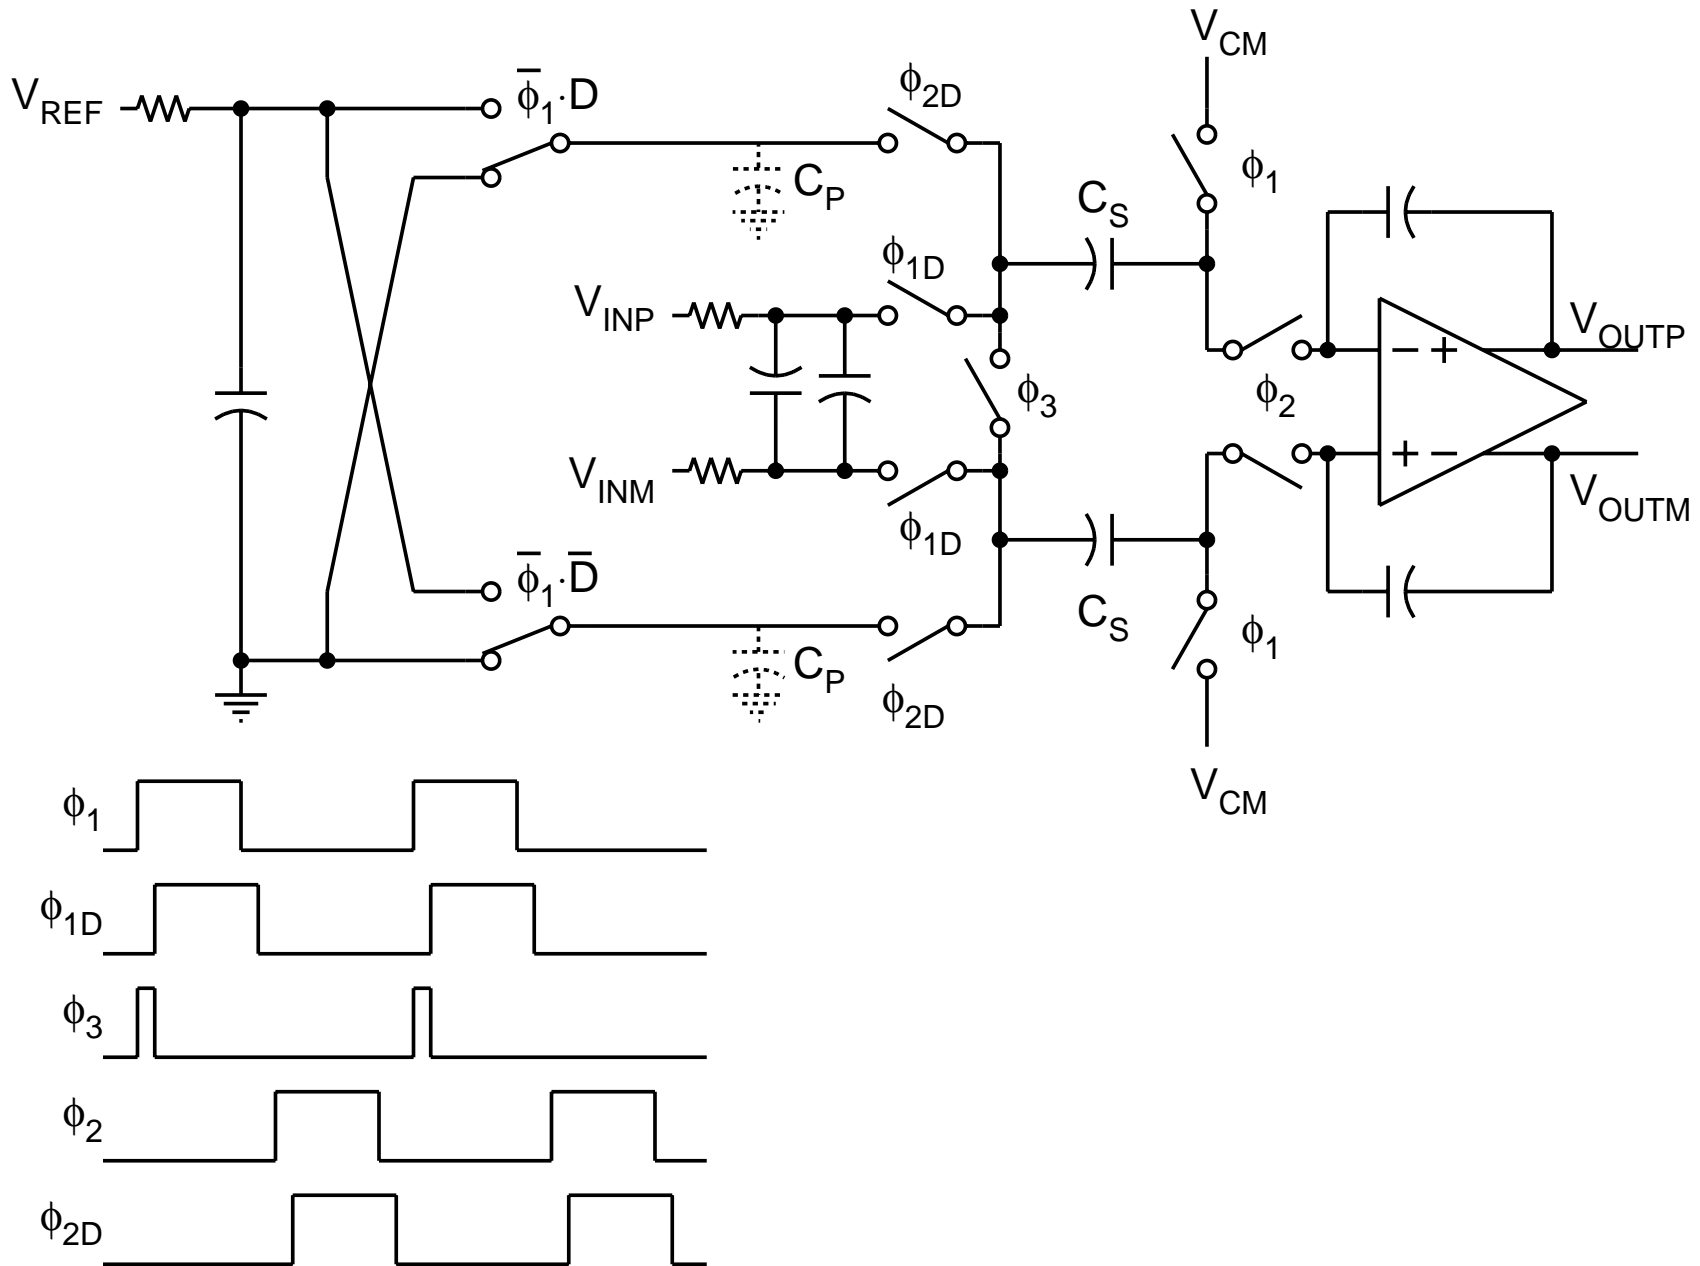 V_CM
V_REF
ϕ̅_1·D
ϕ_2D
C_P
C_S
ϕ_1
ϕ_1D
V_INP
V_OUTP
ϕ_3
ϕ_2
− +
+ −
V_INM
V_OUTM
ϕ_1D
ϕ̅_1·D̅
C_S
ϕ_1
C_P
ϕ_2D
V_CM
ϕ_1
ϕ_1D
ϕ_3
ϕ_2
ϕ_2D